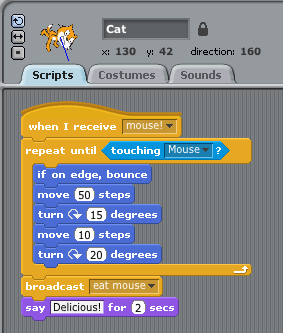 Cat
x: 130 y: 42 direction: 160
Scripts Costumes Sounds
when I receive mouse!
repeat until touching Mouse ?
if on edge, bounce
move 50 steps
turn 15 degrees
move 10 steps
turn 20 degrees
broadcast eat mouse
say Delicious! for 2 secs